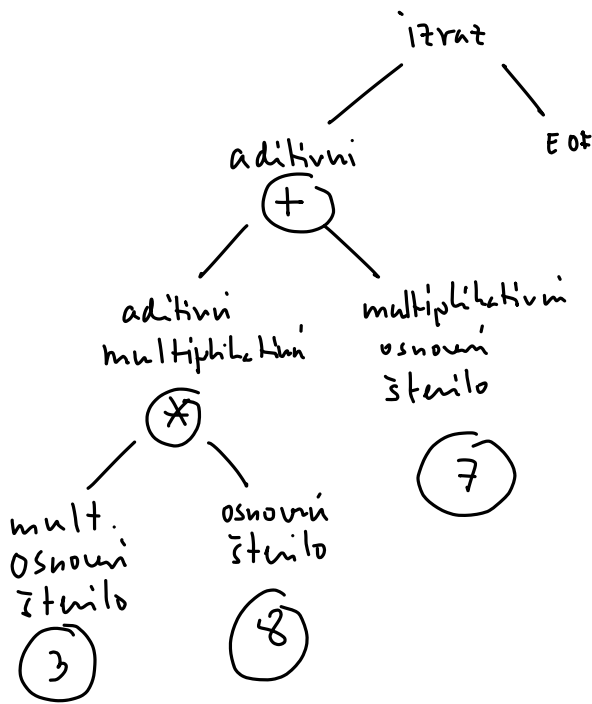 izraz
aditivni
EOF
+
aditivni
multiplikativni
multiplikativni
osnovni
število
*
7
mult.
osnovni
število
osnovni
število
3
8